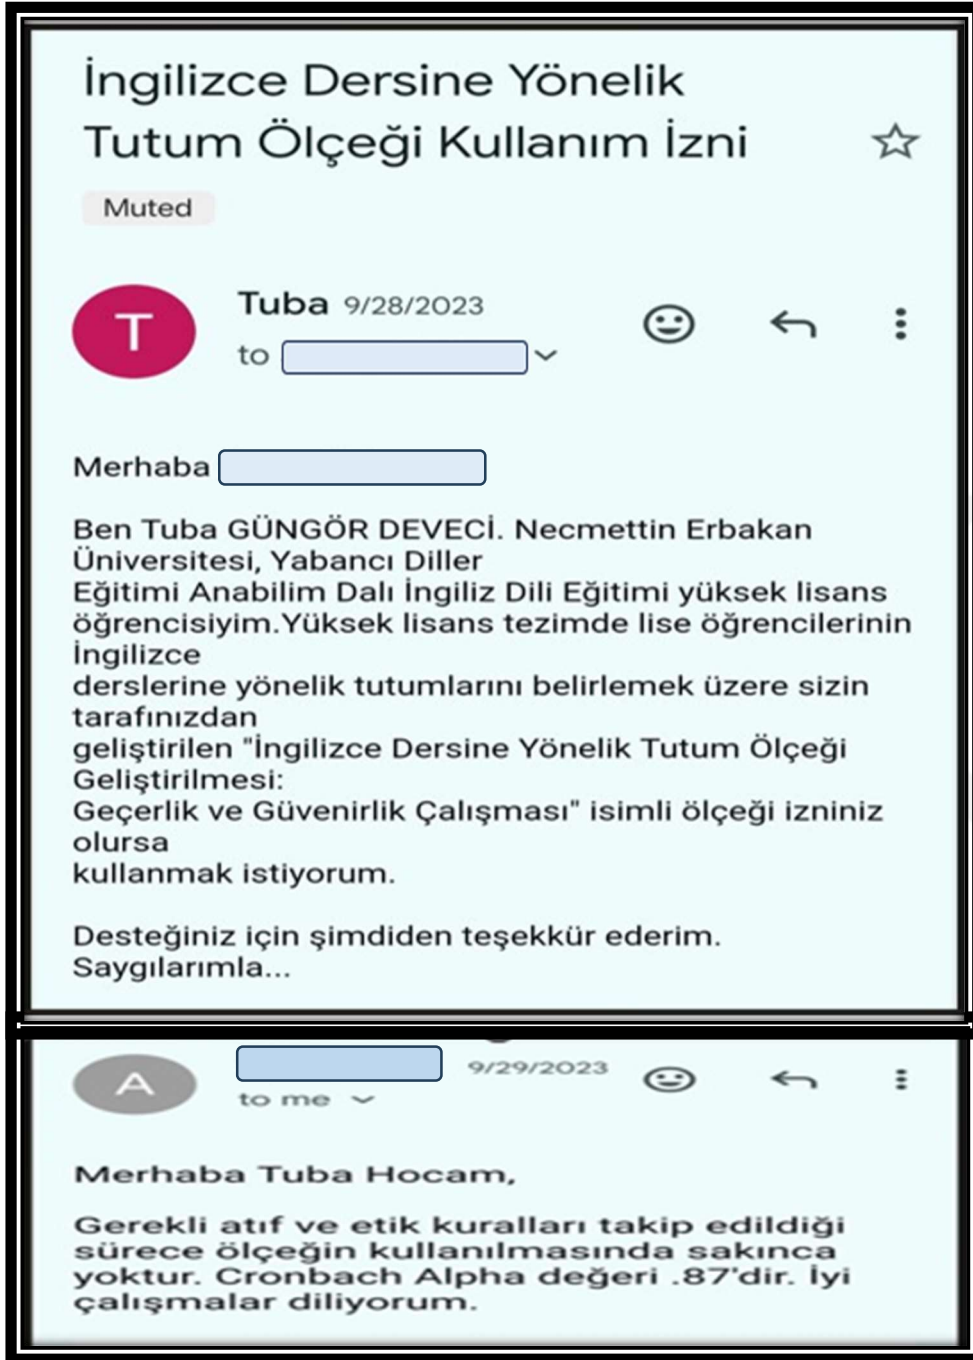 İngilizce Dersine Yönelik
Tutum Ölçeği Kullanım İzni
Muted
T
Tuba 9/28/2023
to
Merhaba
Ben Tuba GÜNGÖR DEVECİ. Necmettin Erbakan
Üniversitesi, Yabancı Diller
Eğitimi Anabilim Dalı İngiliz Dili Eğitimi yüksek lisans
öğrencisiyim.Yüksek lisans tezimde lise öğrencilerinin
İngilizce
derslerine yönelik tutumlarını belirlemek üzere sizin
tarafınızdan
geliştirilen "İngilizce Dersine Yönelik Tutum Ölçeği
Geliştirilmesi:
Geçerlik ve Güvenirlik Çalışması" isimli ölçeği izniniz
olursa
kullanmak istiyorum.
Desteğiniz için şimdiden teşekkür ederim.
Saygılarımla...
A
9/29/2023
to me
Merhaba Tuba Hocam,
Gerekli atıf ve etik kuralları takip edildiği
sürece ölçeğin kullanılmasında sakınca
yoktur. Cronbach Alpha değeri .87'dir. İyi
çalışmalar diliyorum.